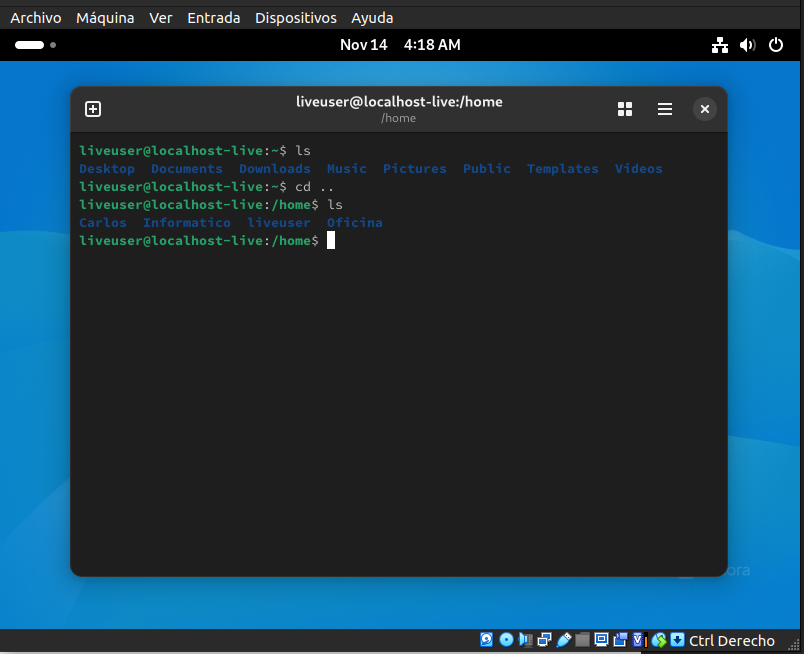 Archivo Máquina Ver Entrada Dispositivos Ayuda
Nov 14 4:18 AM
liveuser@localhost-live:/home
/home
liveuser@localhost-live:~$ ls
Desktop Documents Downloads Music Pictures Public Templates Videos
liveuser@localhost-live:~$ cd ..
liveuser@localhost-live:/home$ ls
Carlos Informatico liveuser Oficina
liveuser@localhost-live:/home$
Ctrl Derecho